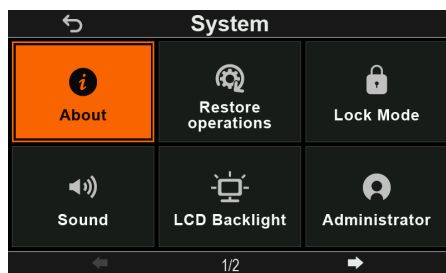 System
About
Restore
operations
Lock Mode
Sound
LCD Backlight
Administrator
1/2